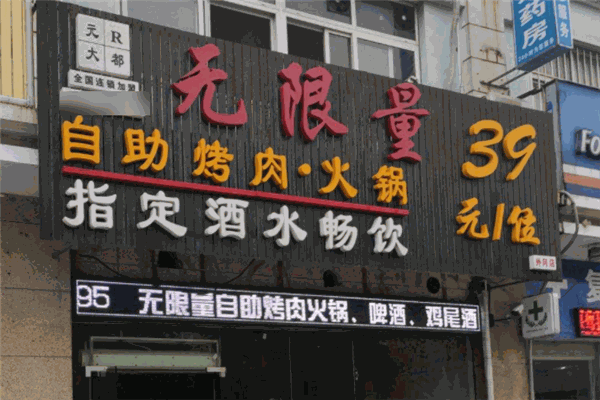 元 R
大 都
全国连锁加盟
无限量
自助烤肉·火锅
指定酒水畅饮
39
元/位
95 无限量自助烤肉火锅、啤酒、鸡尾酒
药房
Fo